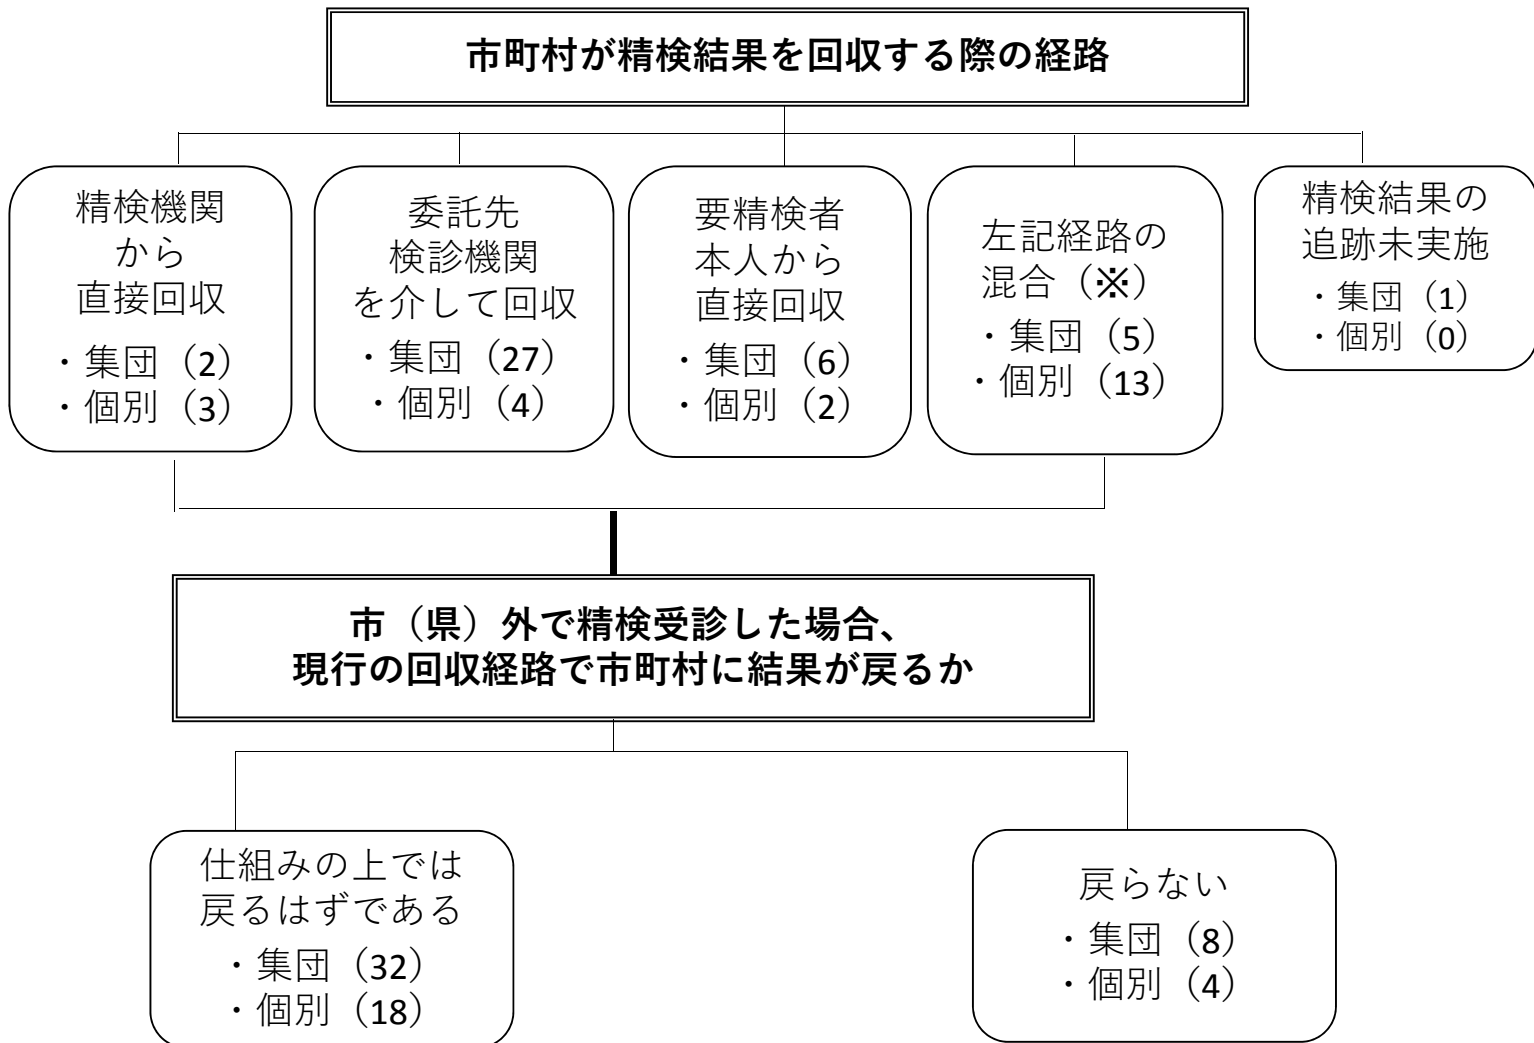 市町村が精検結果を回収する際の経路
精検機関
から
直接回収
・集団（2）
・個別（3）
委託先
検診機関
を介して回収
・集団（27）
・個別（4）
要精検者
本人から
直接回収
・集団（6）
・個別（2）
左記経路の
混合（※）
・集団（5）
・個別（13）
精検結果の
追跡未実施
・集団（1）
・個別（0）
市（県）外で精検受診した場合、
現行の回収経路で市町村に結果が戻るか
仕組みの上では
戻るはずである
・集団（32）
・個別（18）
戻らない
・集団（8）
・個別（4）